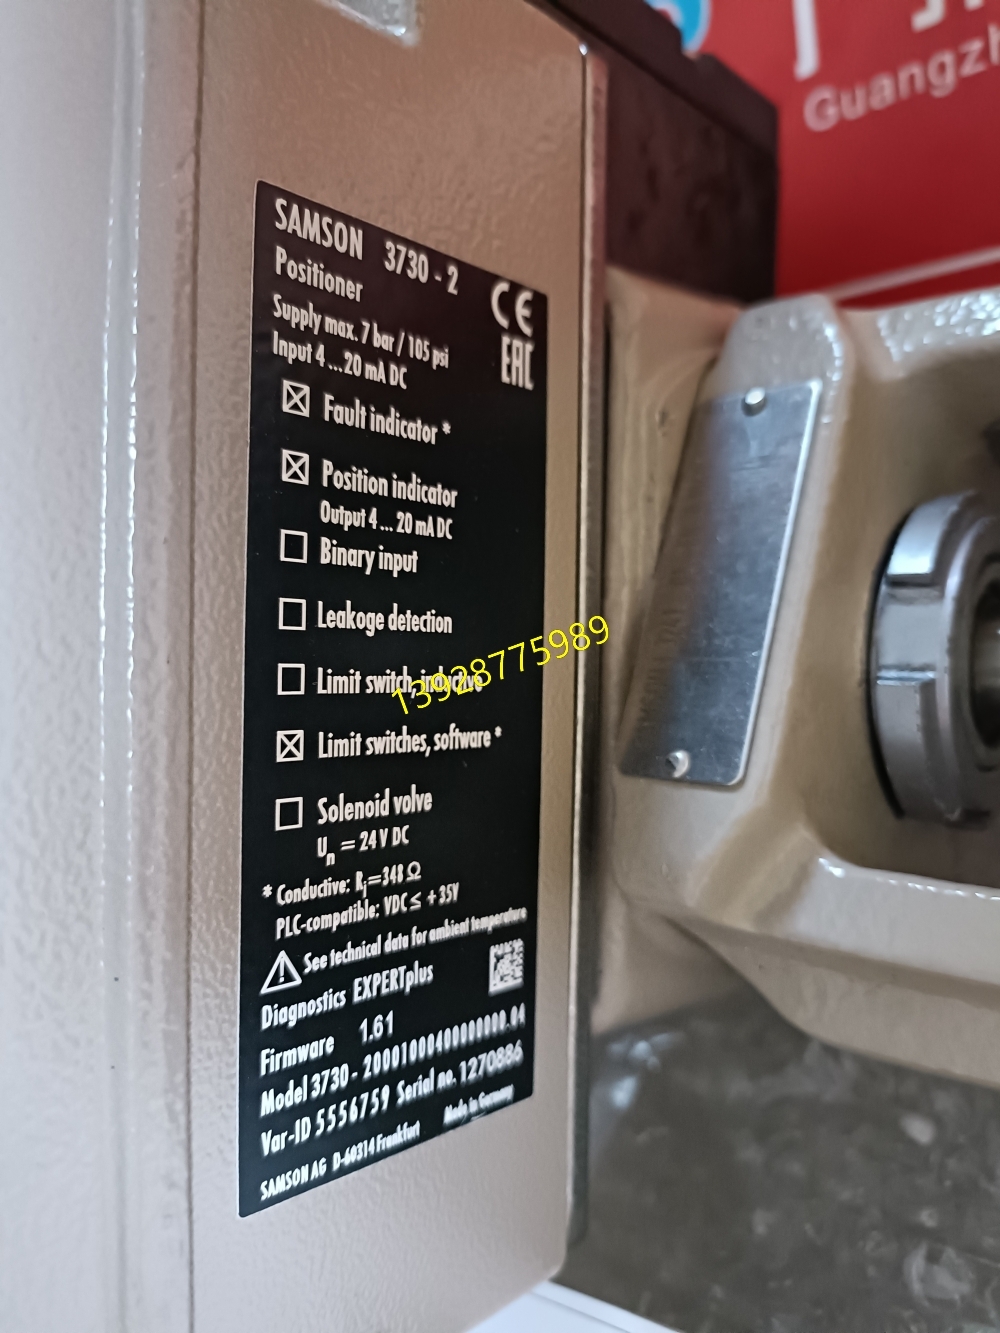 Guangzh
SAMSON 3730 - 2
Positioner
CE
Supply max. 7 bar / 105 psi
Input 4 ... 20 mA DC
EAC
☒ Fault indicator *
☒ Position indicator
Output 4 ... 20 mA DC
☐ Binary input
☐ Leakoge detection
☐ Limit switch, inductive
13928775989
☒ Limit switches, software *
☐ Solenoid volve
Un = 24 V DC
* Conductive: Ri=348 Ω
PLC-compatible: VDC ≤ + 35V
See technical data for ambient temperature
Diagnostics EXPERTplus
Firmware 1.61
Model 3730 - 20001000400000000.04
Var-ID 5556759 Serial no. 1270886
SAMSON AG D-60314 Frankfurt Made in Germany